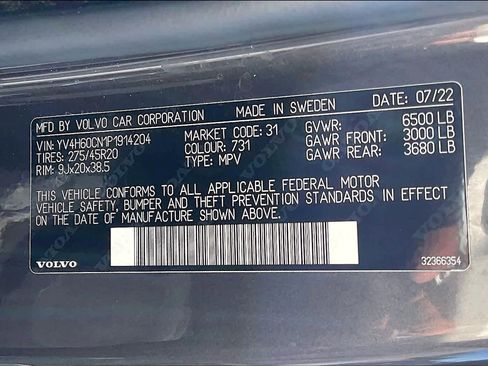 MFD BY VOLVO CAR CORPORATION MADE IN SWEDEN DATE: 07/22
VIN: YV4H60CN1P1914204 MARKET CODE: 31 GVWR: 6500 LB
TIRES: 275/45R20 COLOUR: 731 GAWR FRONT: 3000 LB
RIM: 9Jx20x38.5 TYPE: MPV GAWR REAR: 3680 LB
THIS VEHICLE CONFORMS TO ALL APPLICABLE FEDERAL MOTOR
VEHICLE SAFETY, BUMPER AND THEFT PREVENTION STANDARDS IN EFFECT
ON THE DATE OF MANUFACTURE SHOWN ABOVE.
VOLVO 32366354